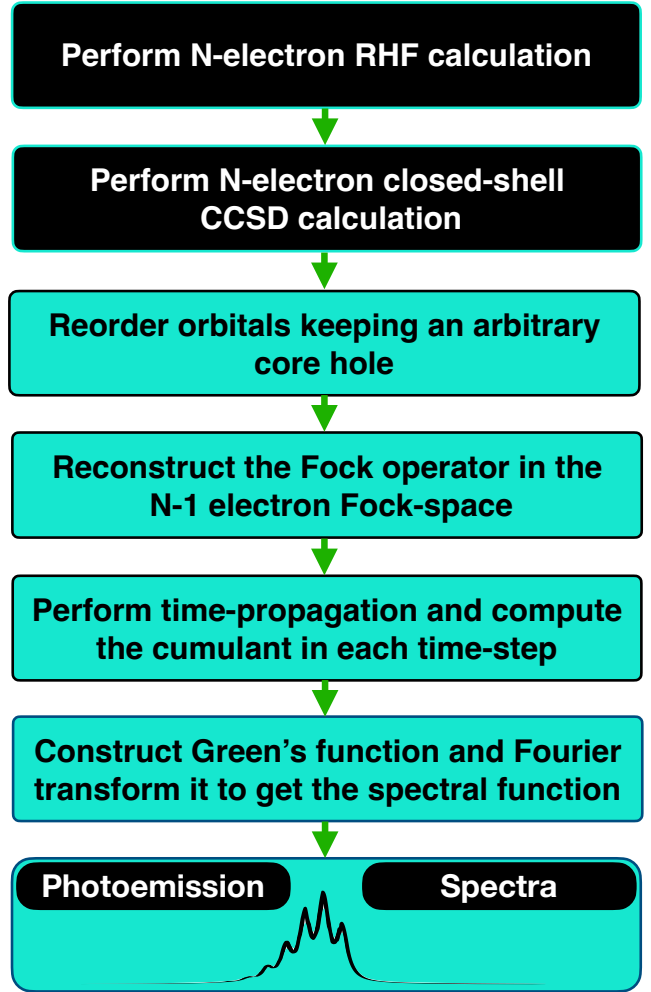 Perform N-electron RHF calculation
Perform N-electron closed-shell
CCSD calculation
Reorder orbitals keeping an arbitrary
core hole
Reconstruct the Fock operator in the
N-1 electron Fock-space
Perform time-propagation and compute
the cumulant in each time-step
Construct Green's function and Fourier
transform it to get the spectral function
Photoemission Spectra